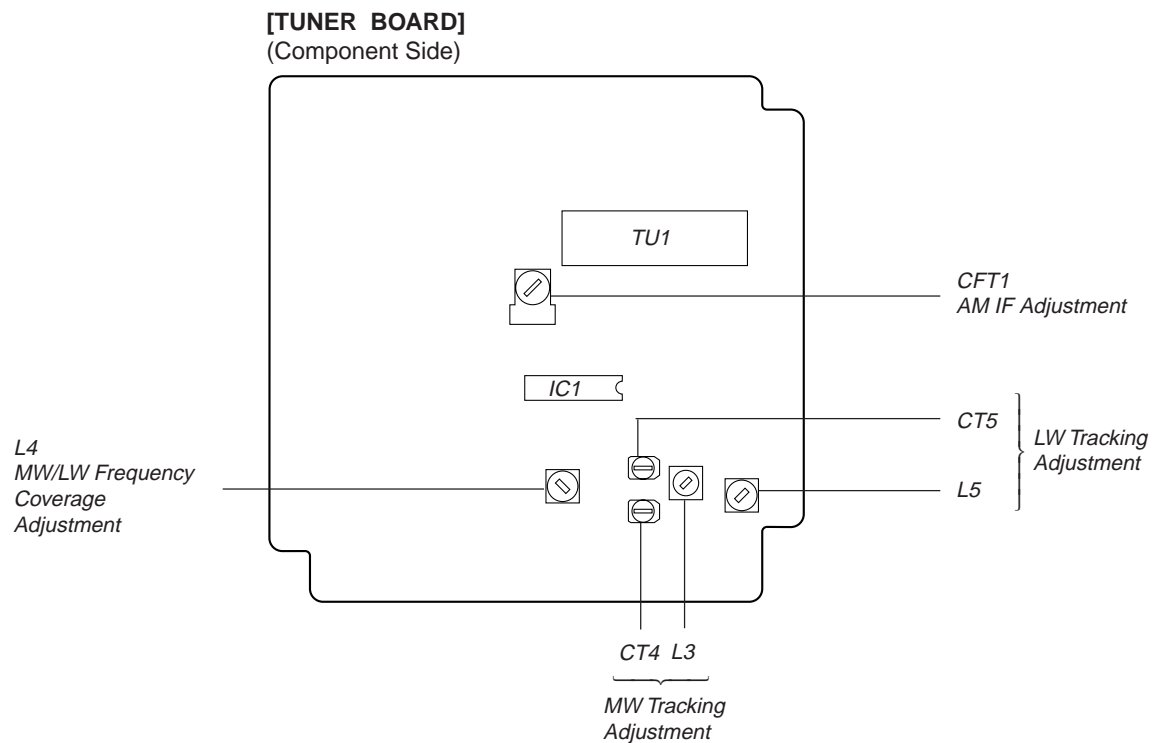 [TUNER BOARD]
(Component Side)
TU1
CFT1
AM IF Adjustment
IC1
CT5
L5
LW Tracking
Adjustment
L4
MW/LW Frequency
Coverage
Adjustment
CT4 L3
MW Tracking
Adjustment